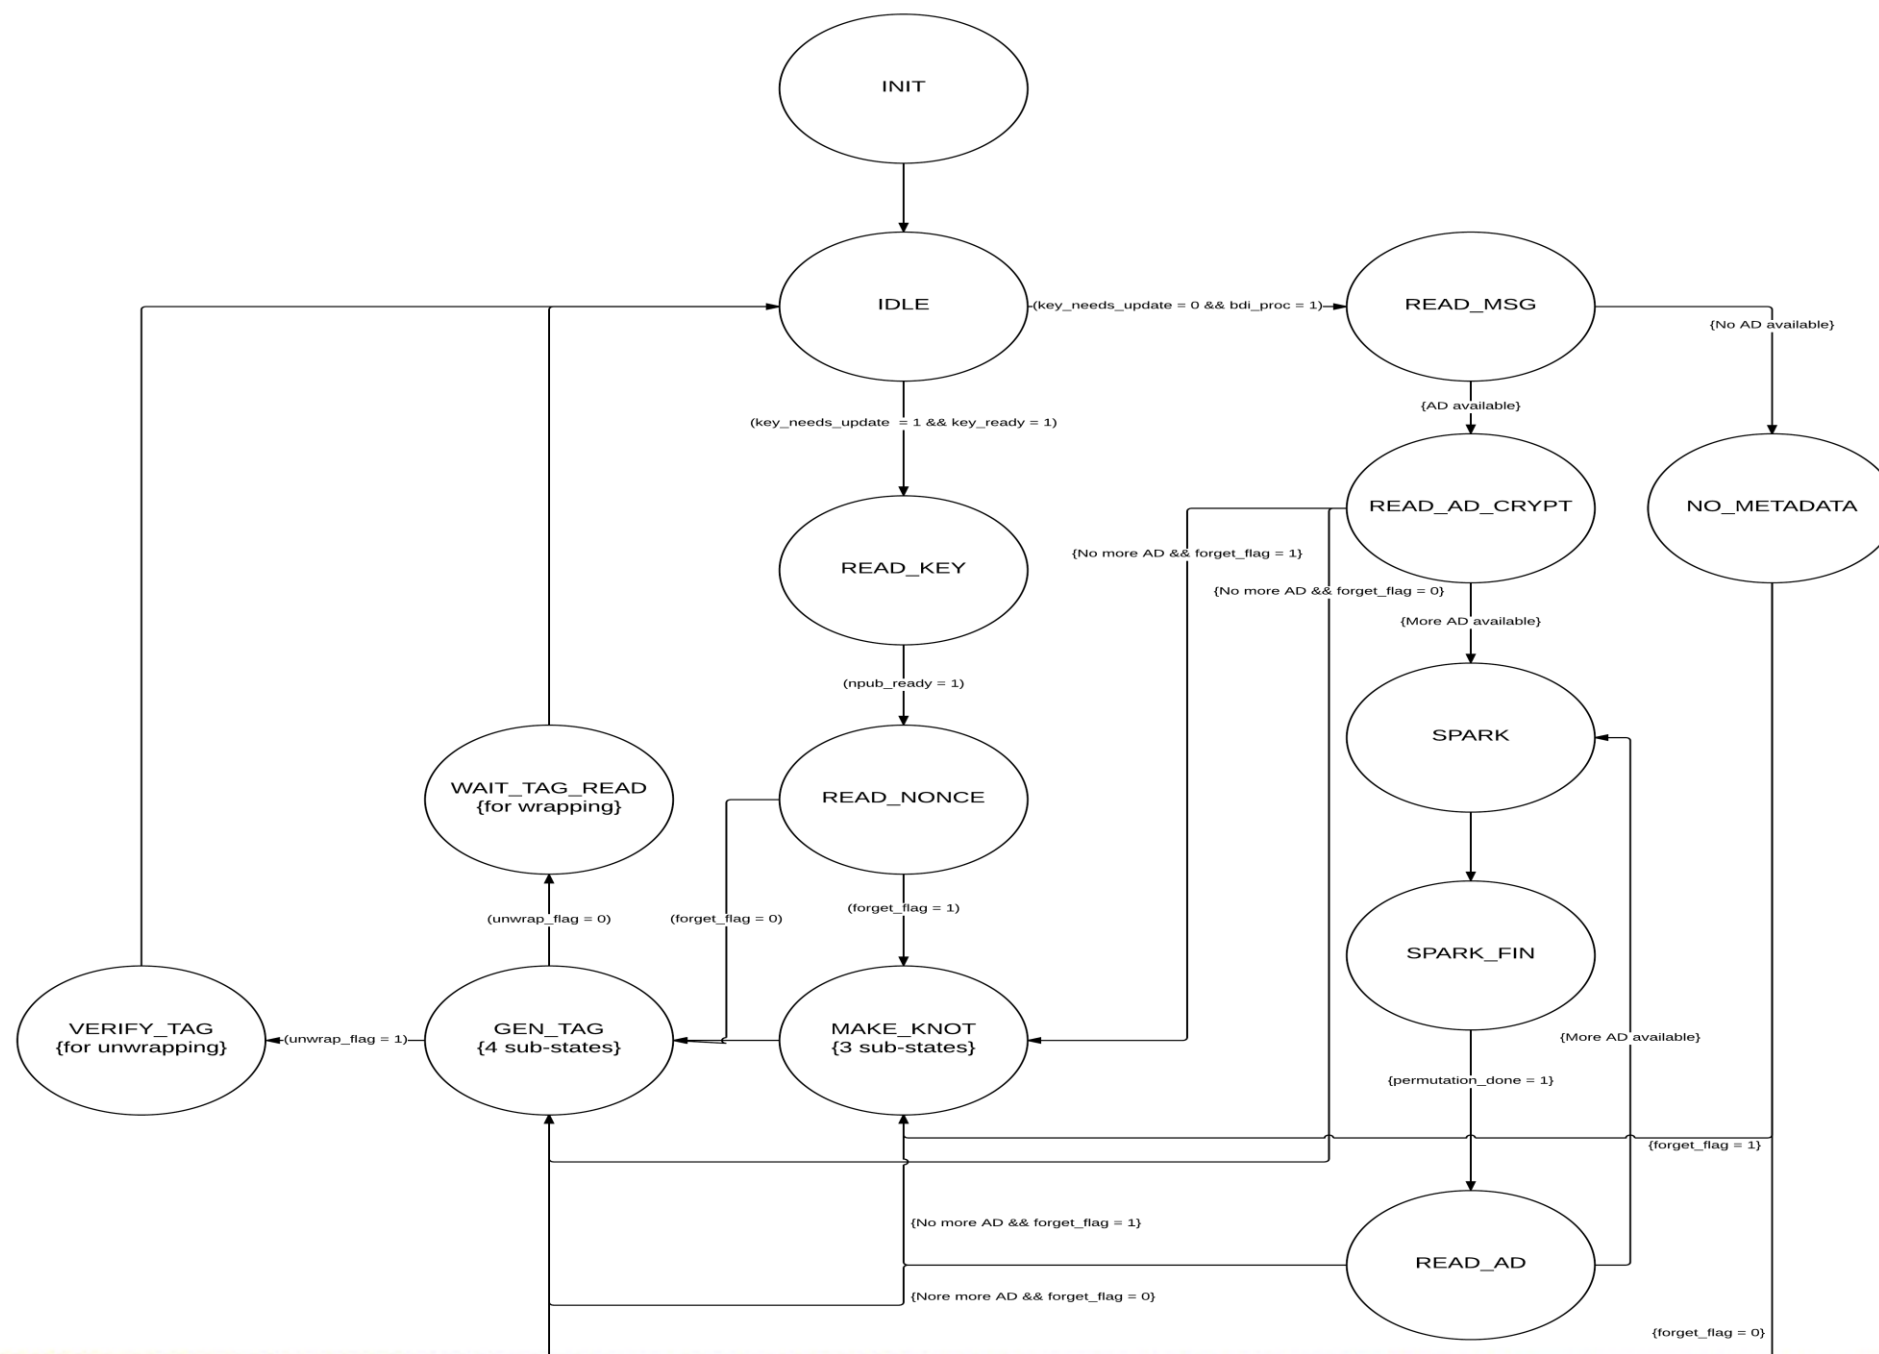 INIT
IDLE
(key_needs_update = 0 && bdi_proc = 1)
READ_MSG
{No AD available}
{AD available}
(key_needs_update  = 1 && key_ready = 1)
READ_AD_CRYPT
NO_METADATA
{No more AD && forget_flag = 1}
READ_KEY
{No more AD && forget_flag = 0}
{More AD available}
(npub_ready = 1)
SPARK
WAIT_TAG_READ
{for wrapping}
READ_NONCE
(unwrap_flag = 0)
(forget_flag = 0)
(forget_flag = 1)
SPARK_FIN
VERIFY_TAG
{for unwrapping}
(unwrap_flag = 1)
GEN_TAG
{4 sub-states}
MAKE_KNOT
{3 sub-states}
{More AD available}
{permutation_done = 1}
{forget_flag = 1}
{No more AD && forget_flag = 1}
READ_AD
{Nore more AD && forget_flag = 0}
{forget_flag = 0}